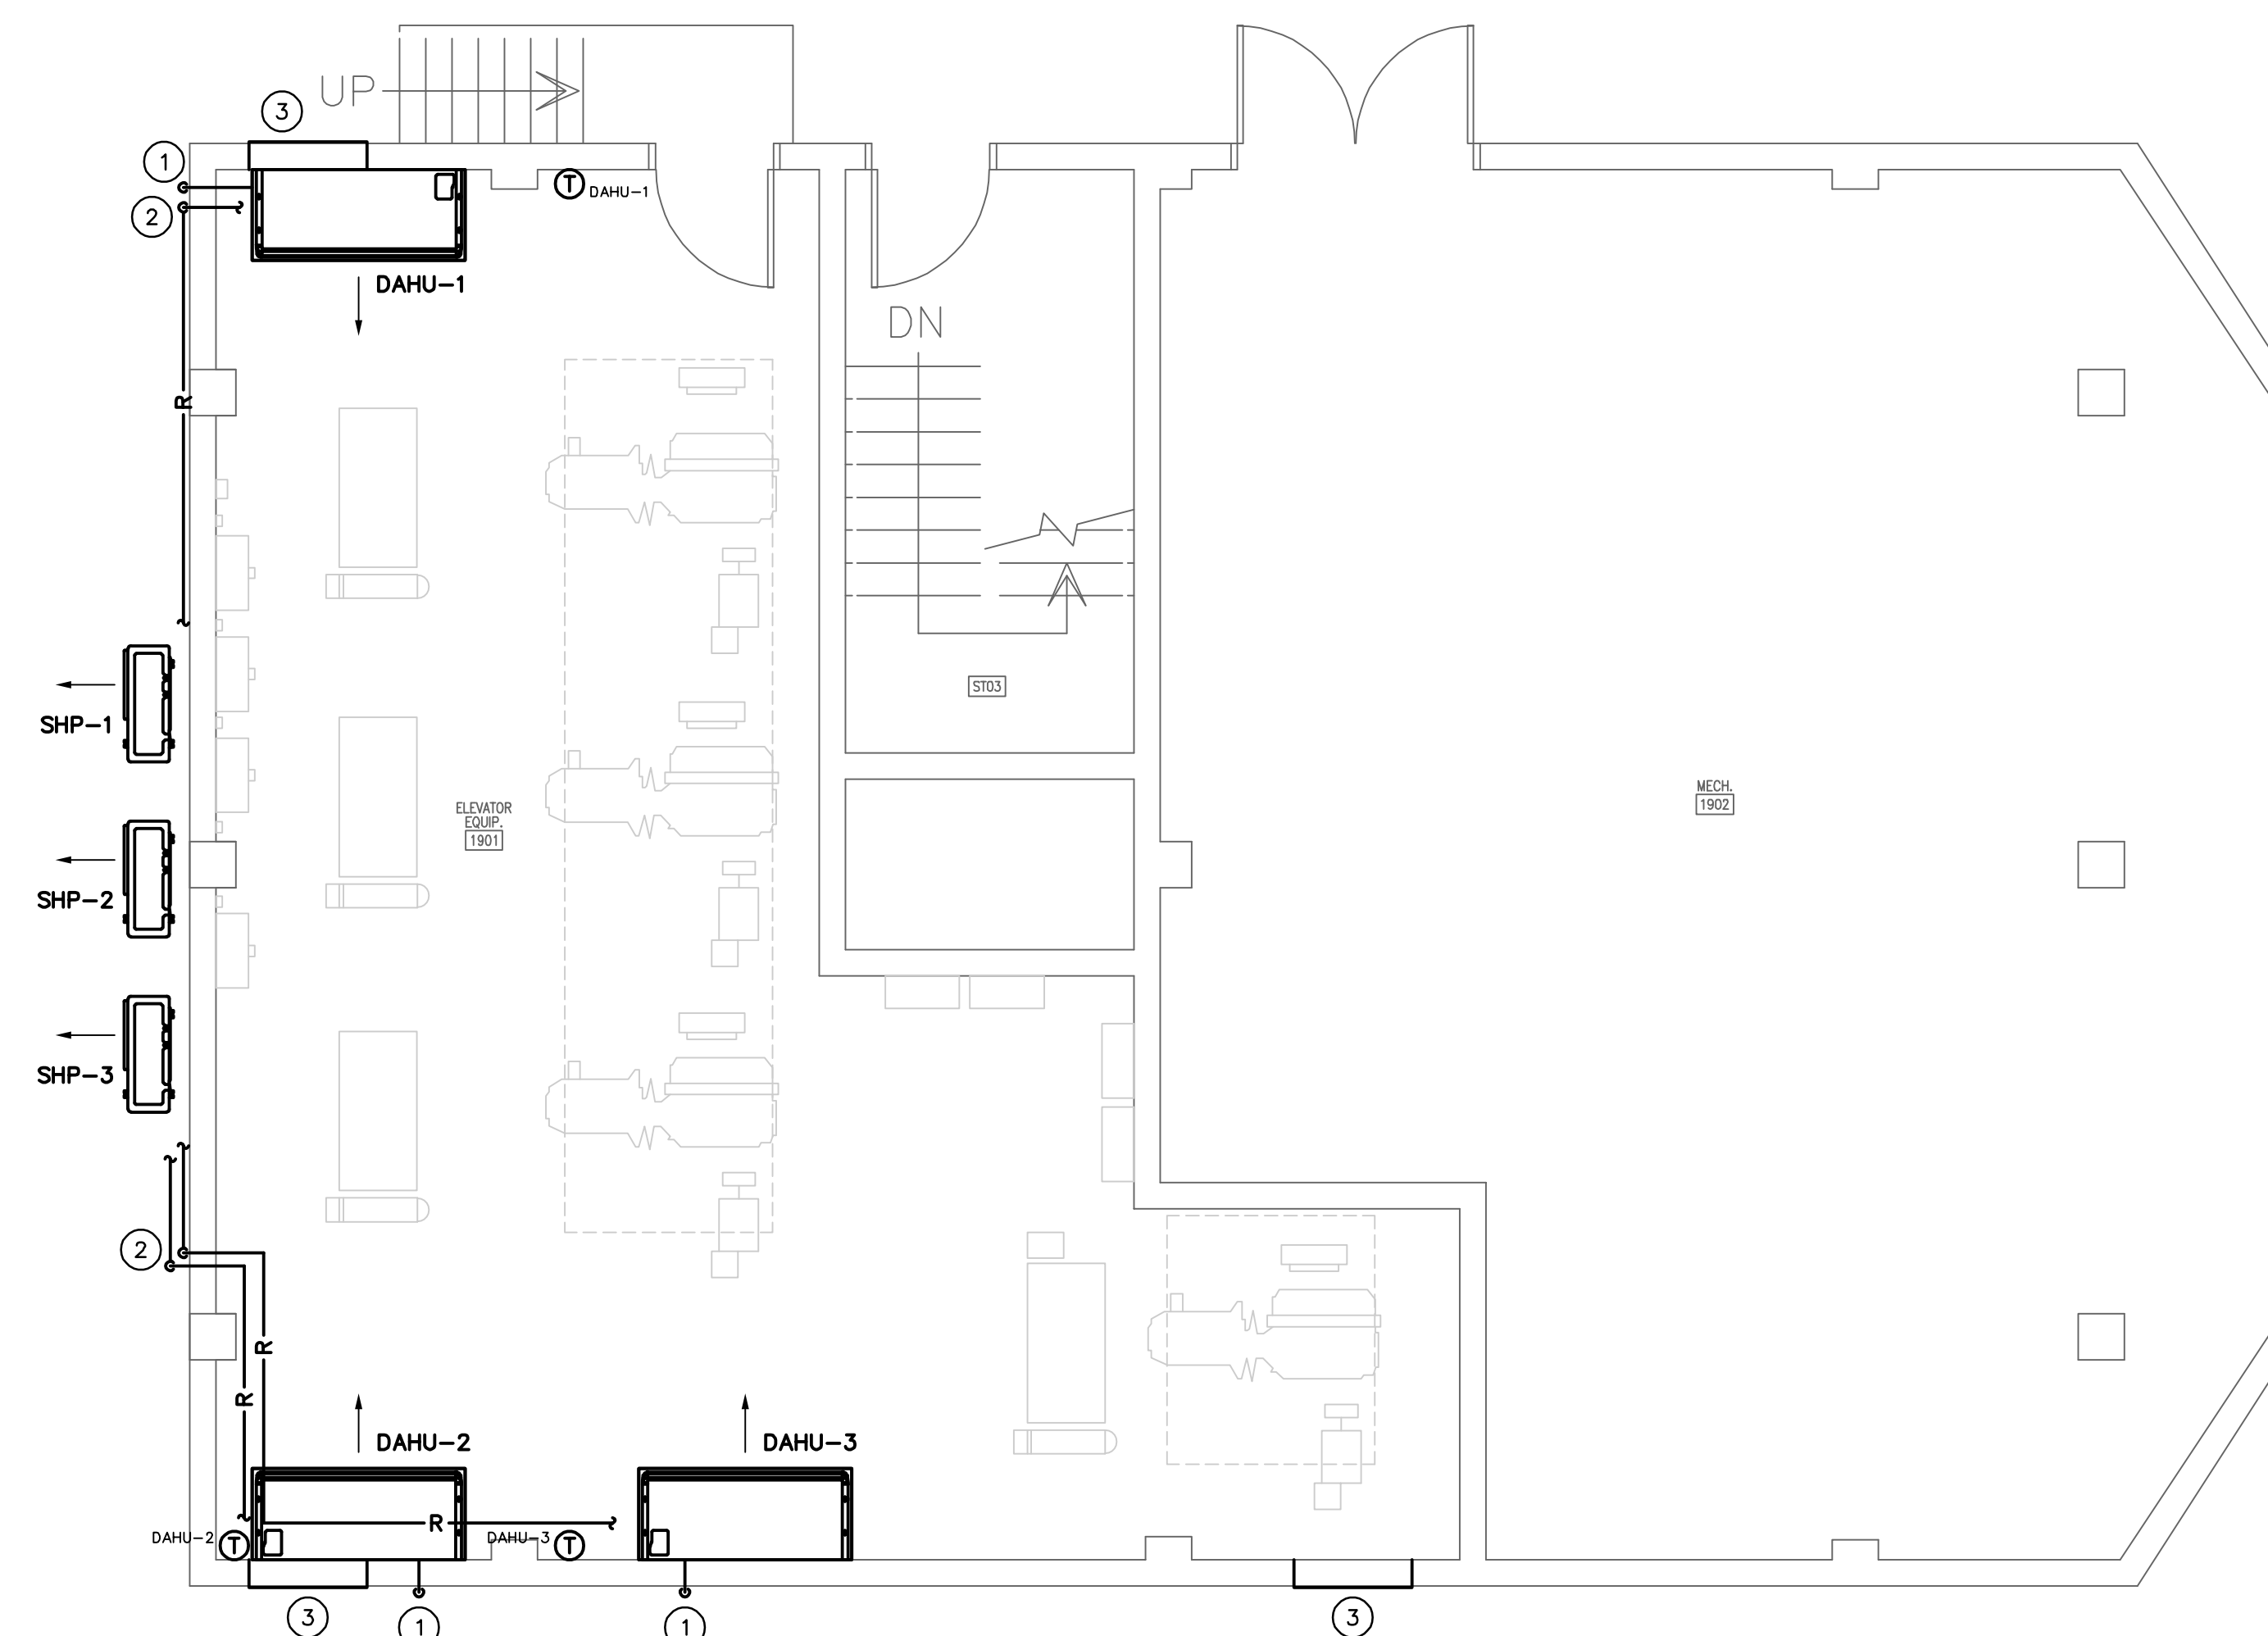 UP
3
1
2
T
DAHU-1
DAHU-1
DN
R
ST03
SHP-1
MECH.
1902
ELEVATOR
EQUIP.
1901
SHP-2
SHP-3
2
R
R
DAHU-2
DAHU-3
R
DAHU-2
T
DAHU-3
T
3
1
1
3